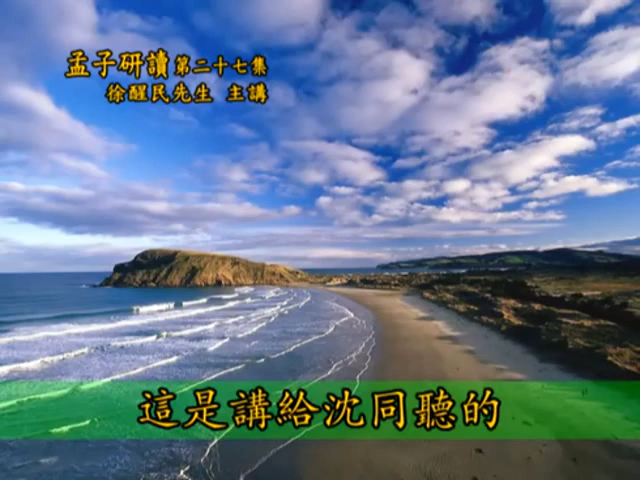 孟子研讀 第二十七集
徐醒民先生 主講
這是講給沈同聽的